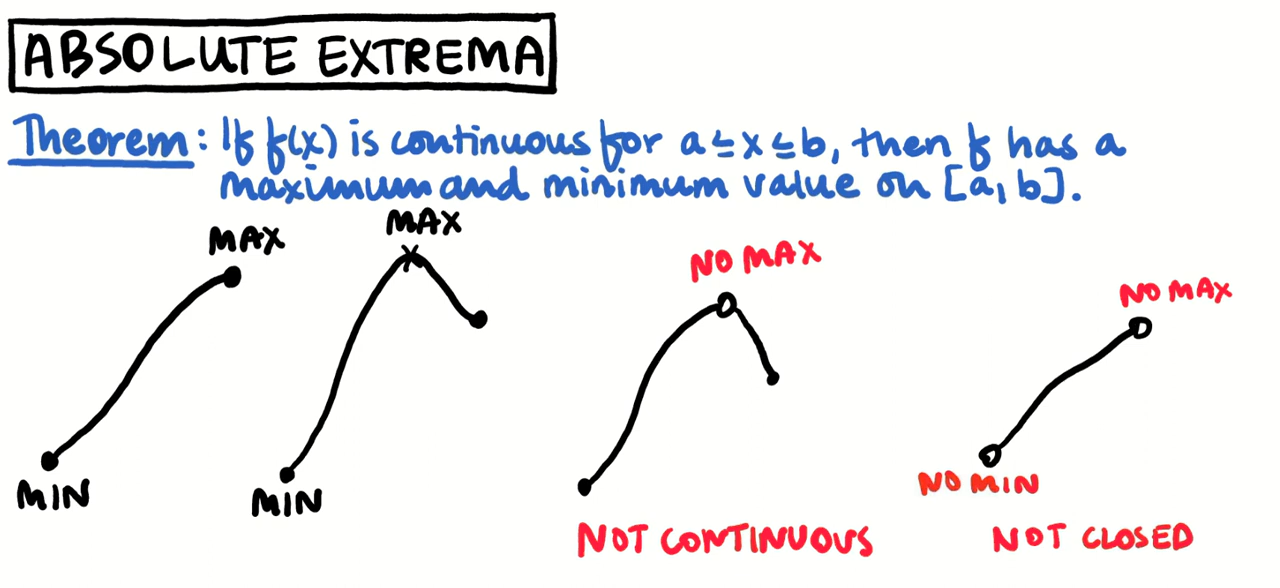 ABSOLUTE EXTREMA
Theorem: If f(x) is continuous for a≤x≤b, then f has a
maximum and minimum value on [a, b].
MAX
MAX
NO MAX
NO MAX
MIN
MIN
NO MIN
NOT CONTINUOUS
NOT CLOSED